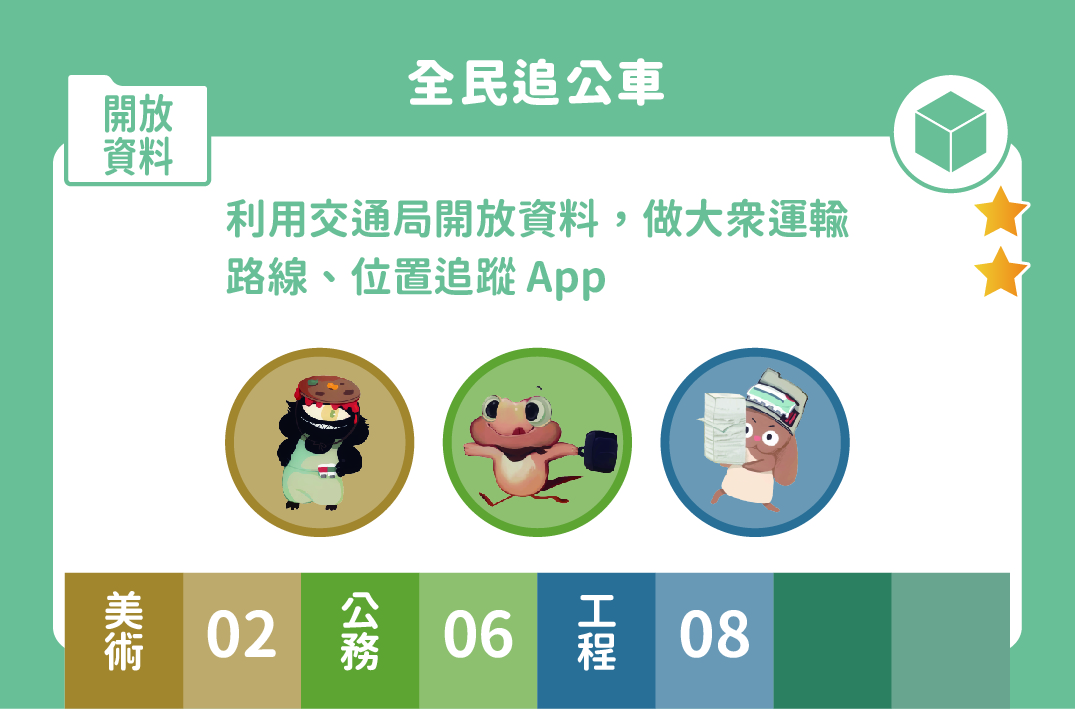 全民追公車
開放
資料
利用交通局開放資料，做大眾運輸
路線、位置追蹤 App
美術 02 公務 06 工程 08